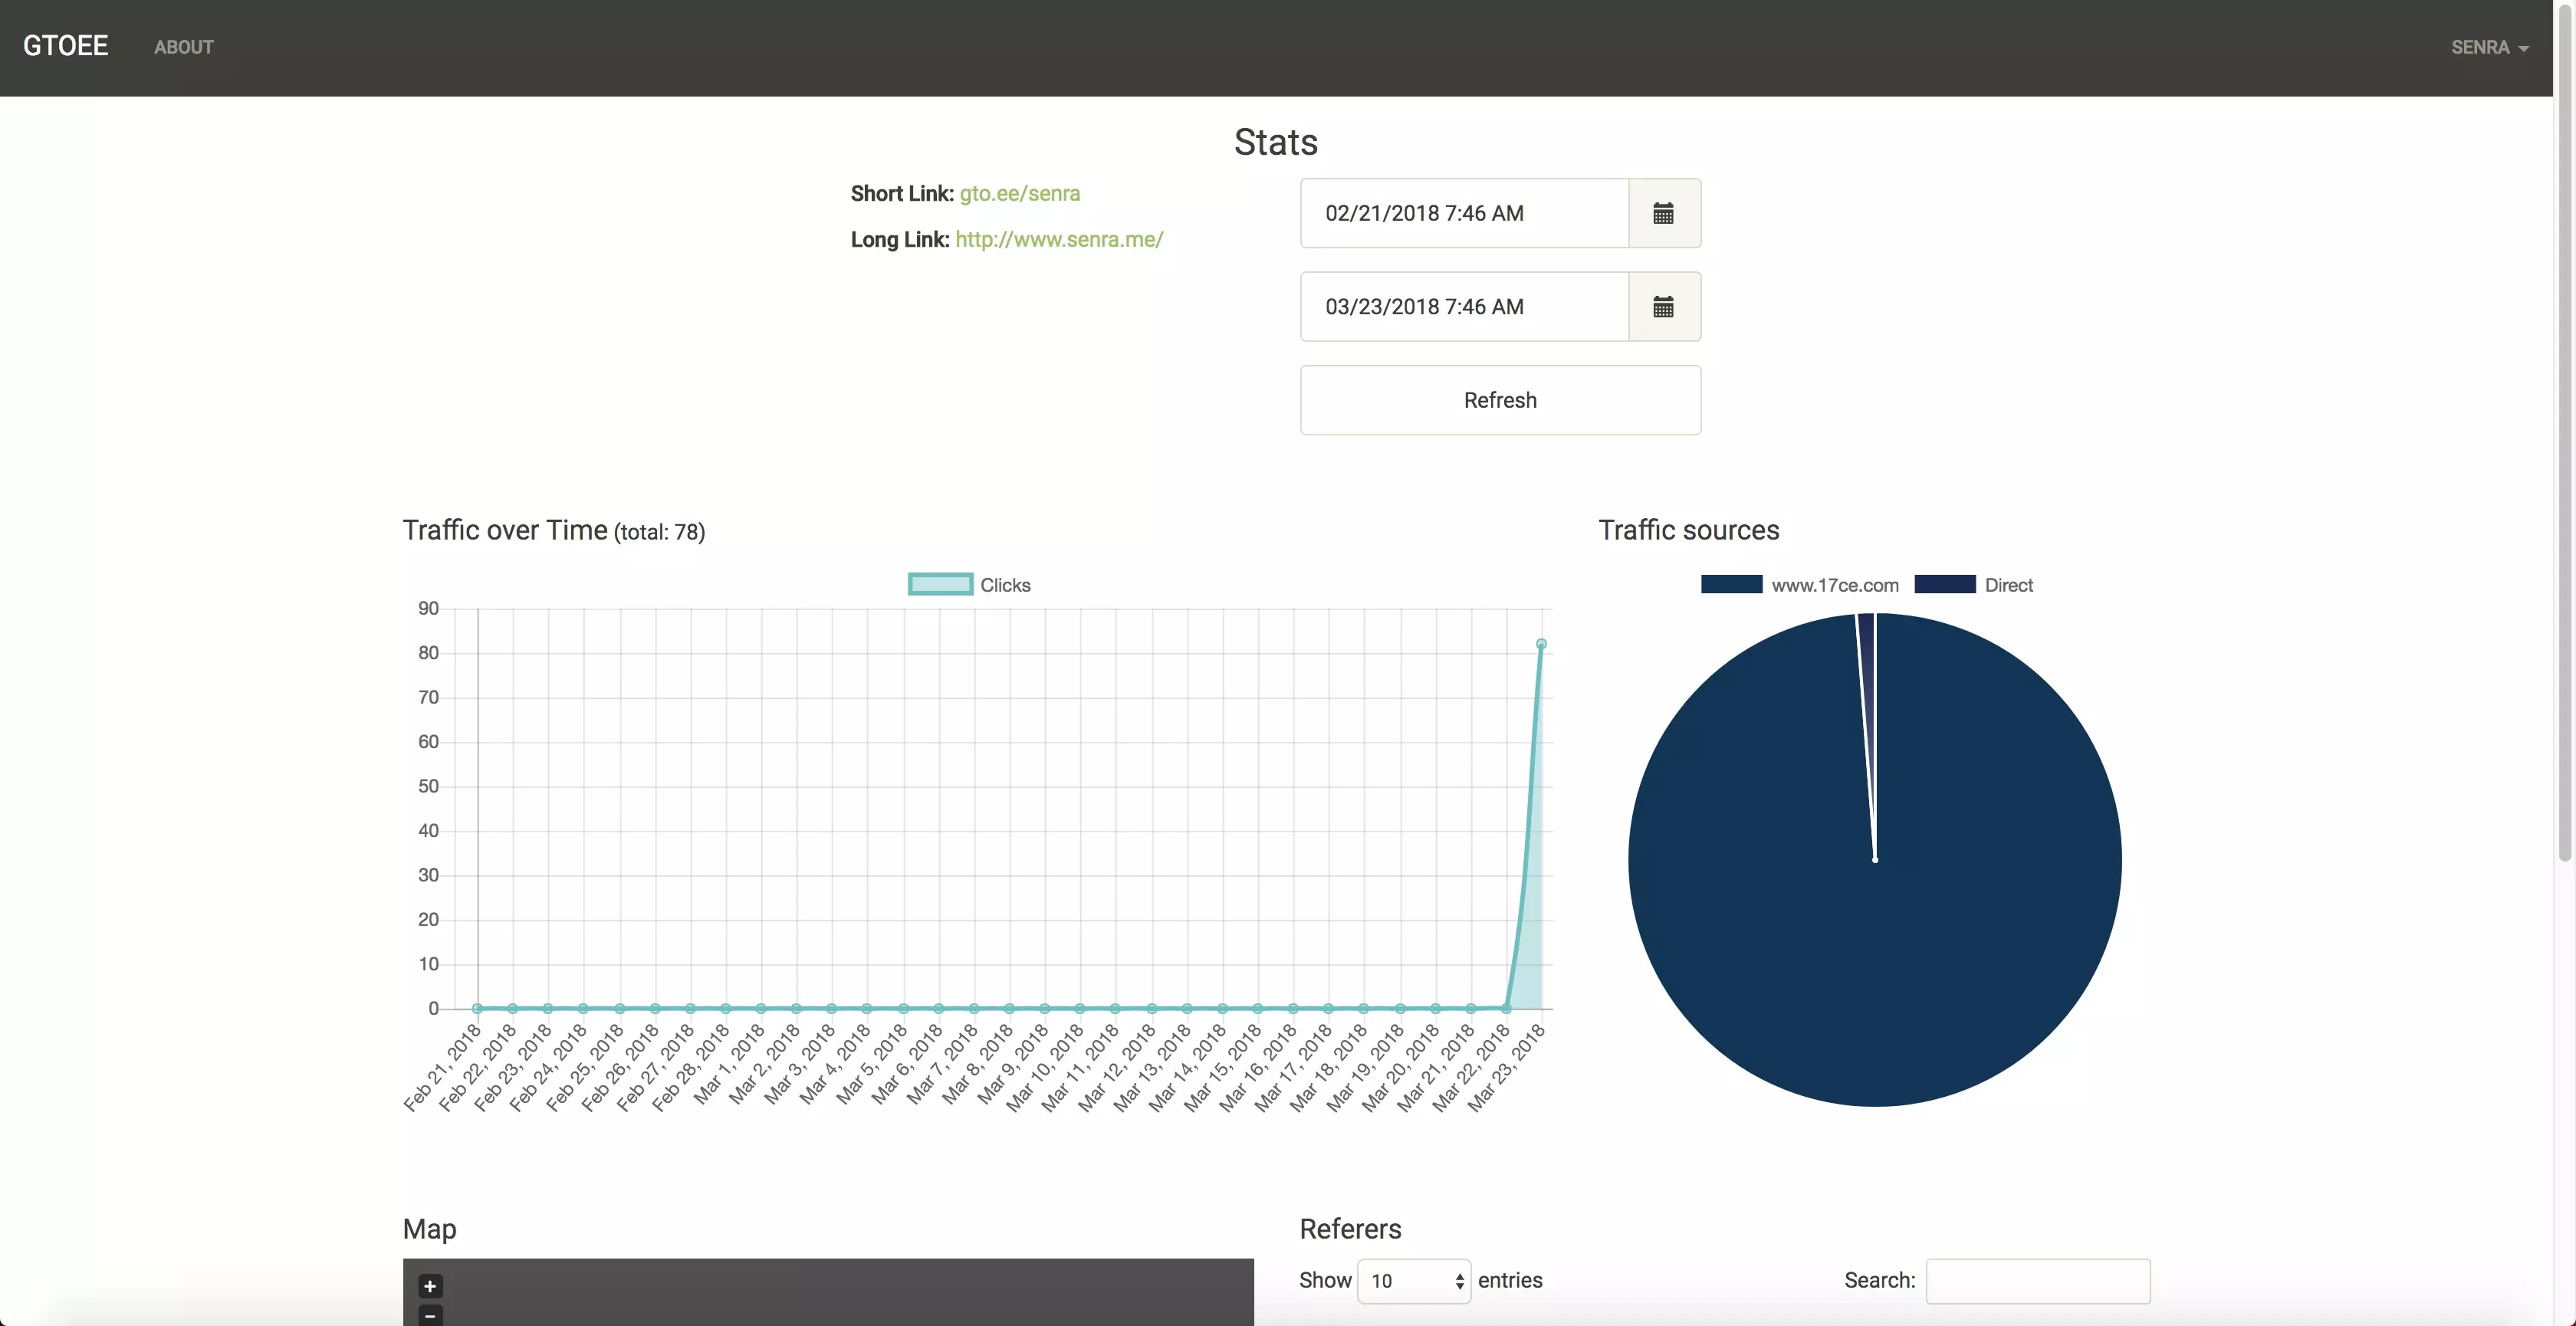 GTOEE ABOUT SENRA
Stats
Short Link: gto.ee/senra
Long Link: http://www.senra.me/
02/21/2018 7:46 AM
03/23/2018 7:46 AM
Refresh
Traffic over Time (total: 78)
Clicks
90
80
70
60
50
40
30
20
10
0
Feb 21, 2018
Feb 22, 2018
Feb 23, 2018
Feb 24, 2018
Feb 25, 2018
Feb 26, 2018
Feb 27, 2018
Feb 28, 2018
Mar 1, 2018
Mar 2, 2018
Mar 3, 2018
Mar 4, 2018
Mar 5, 2018
Mar 6, 2018
Mar 7, 2018
Mar 8, 2018
Mar 9, 2018
Mar 10, 2018
Mar 11, 2018
Mar 12, 2018
Mar 13, 2018
Mar 14, 2018
Mar 15, 2018
Mar 16, 2018
Mar 17, 2018
Mar 18, 2018
Mar 19, 2018
Mar 20, 2018
Mar 21, 2018
Mar 22, 2018
Mar 23, 2018
Traffic sources
www.17ce.com Direct
Map
+
−
Referers
Show 10 entries Search: